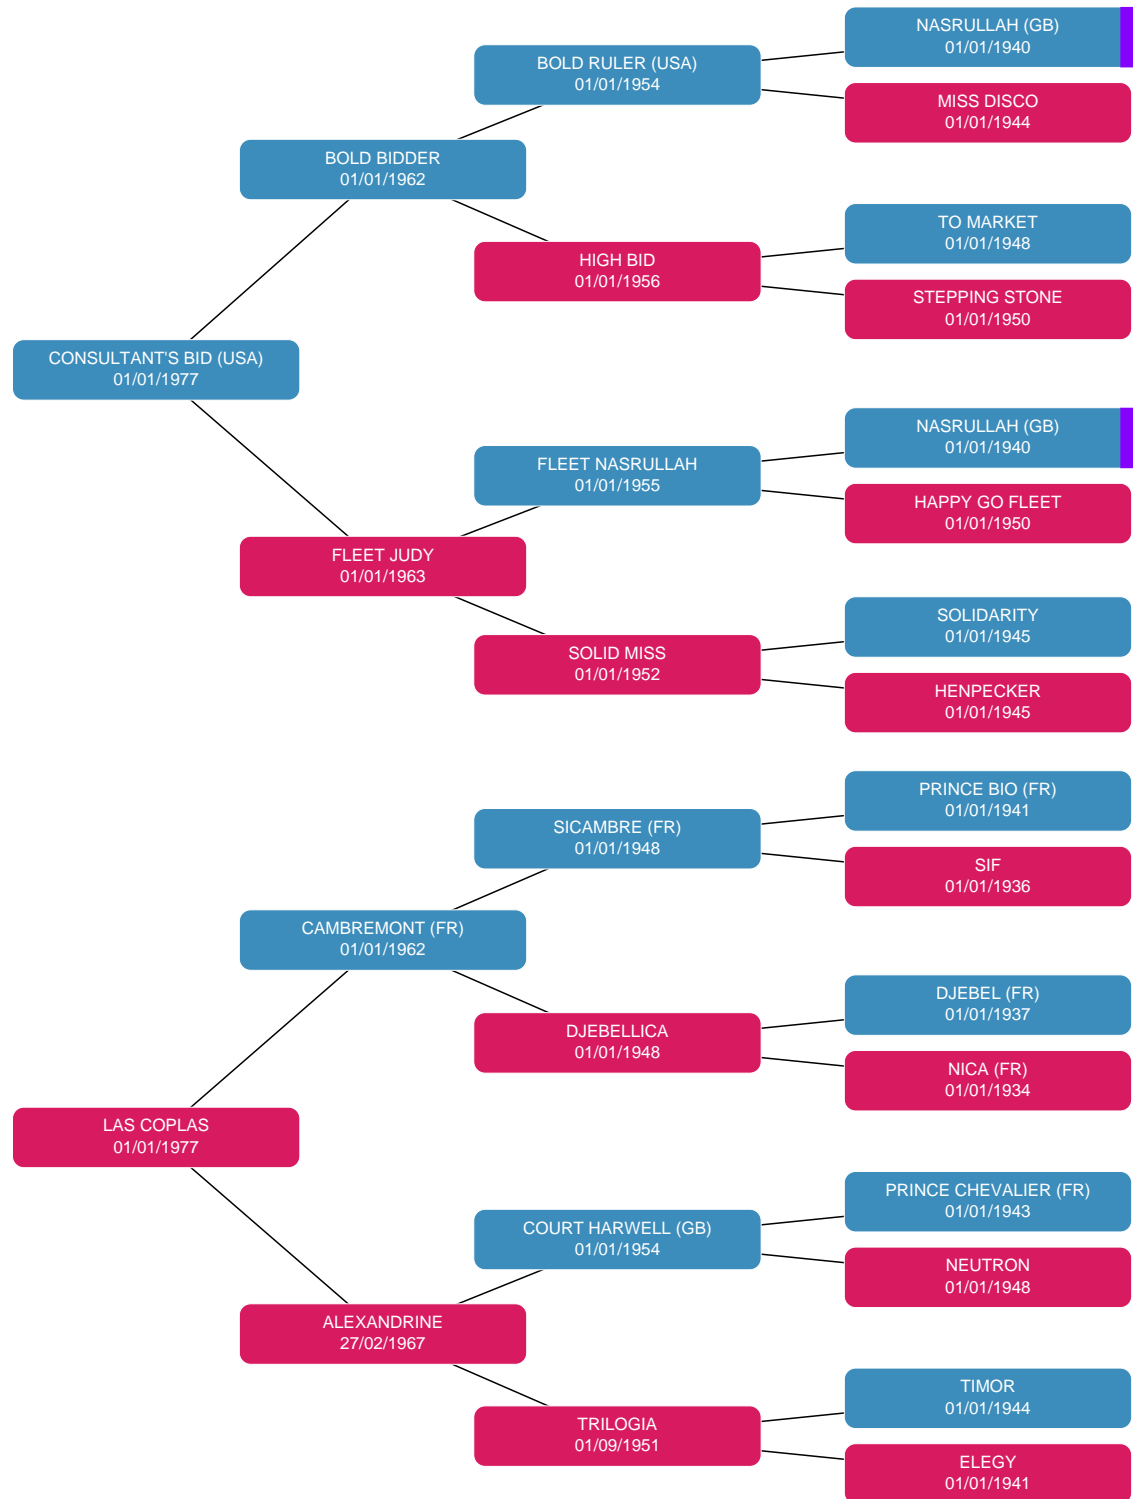 NASRULLAH (GB)
01/01/1940
BOLD RULER (USA)
01/01/1954
MISS DISCO
01/01/1944
BOLD BIDDER
01/01/1962
TO MARKET
01/01/1948
HIGH BID
01/01/1956
STEPPING STONE
01/01/1950
CONSULTANT'S BID (USA)
01/01/1977
NASRULLAH (GB)
01/01/1940
FLEET NASRULLAH
01/01/1955
HAPPY GO FLEET
01/01/1950
FLEET JUDY
01/01/1963
SOLIDARITY
01/01/1945
SOLID MISS
01/01/1952
HENPECKER
01/01/1945
PRINCE BIO (FR)
01/01/1941
SICAMBRE (FR)
01/01/1948
SIF
01/01/1936
CAMBREMONT (FR)
01/01/1962
DJEBEL (FR)
01/01/1937
DJEBELLICA
01/01/1948
NICA (FR)
01/01/1934
LAS COPLAS
01/01/1977
PRINCE CHEVALIER (FR)
01/01/1943
COURT HARWELL (GB)
01/01/1954
NEUTRON
01/01/1948
ALEXANDRINE
27/02/1967
TIMOR
01/01/1944
TRILOGIA
01/09/1951
ELEGY
01/01/1941